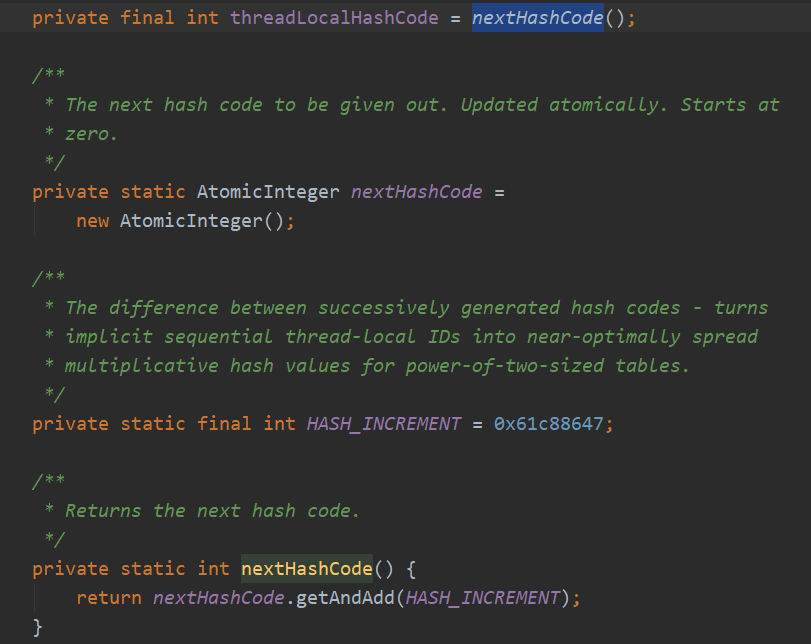 private final int threadLocalHashCode = nextHashCode();
/**
 * The next hash code to be given out. Updated atomically. Starts at
 * zero.
 */
private static AtomicInteger nextHashCode =
    new AtomicInteger();
/**
 * The difference between successively generated hash codes - turns
 * implicit sequential thread-local IDs into near-optimally spread
 * multiplicative hash values for power-of-two-sized tables.
 */
private static final int HASH_INCREMENT = 0x61c88647;
/**
 * Returns the next hash code.
 */
private static int nextHashCode() {
    return nextHashCode.getAndAdd(HASH_INCREMENT);
}